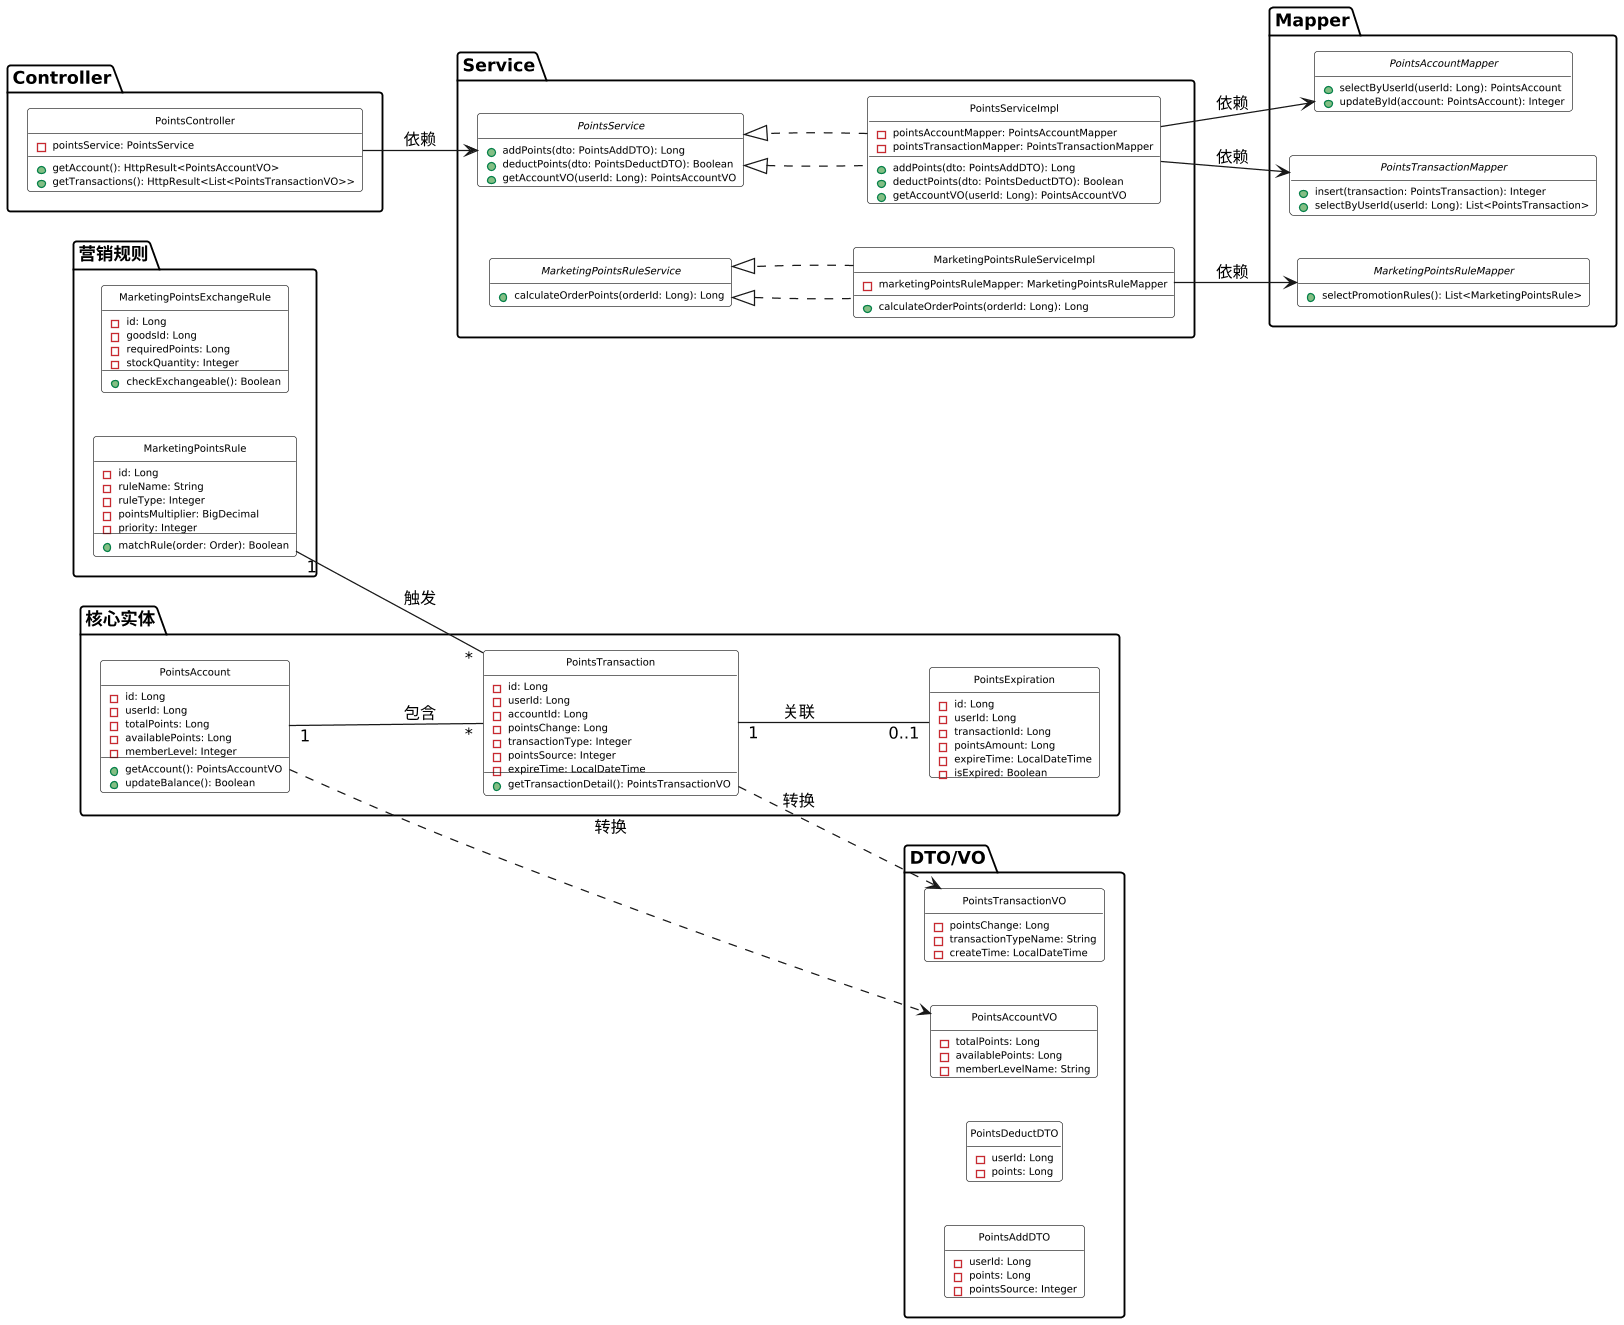 Controller
PointsController
pointsService: PointsService
getAccount(): HttpResult<PointsAccountVO>
getTransactions(): HttpResult<List<PointsTransactionVO>>
依赖
Service
PointsService
addPoints(dto: PointsAddDTO): Long
deductPoints(dto: PointsDeductDTO): Boolean
getAccountVO(userId: Long): PointsAccountVO
PointsServiceImpl
pointsAccountMapper: PointsAccountMapper
pointsTransactionMapper: PointsTransactionMapper
addPoints(dto: PointsAddDTO): Long
deductPoints(dto: PointsDeductDTO): Boolean
getAccountVO(userId: Long): PointsAccountVO
MarketingPointsRuleService
calculateOrderPoints(orderId: Long): Long
MarketingPointsRuleServiceImpl
marketingPointsRuleMapper: MarketingPointsRuleMapper
calculateOrderPoints(orderId: Long): Long
依赖
依赖
依赖
Mapper
PointsAccountMapper
selectByUserId(userId: Long): PointsAccount
updateById(account: PointsAccount): Integer
PointsTransactionMapper
insert(transaction: PointsTransaction): Integer
selectByUserId(userId: Long): List<PointsTransaction>
MarketingPointsRuleMapper
selectPromotionRules(): List<MarketingPointsRule>
营销规则
MarketingPointsExchangeRule
id: Long
goodsId: Long
requiredPoints: Long
stockQuantity: Integer
checkExchangeable(): Boolean
MarketingPointsRule
id: Long
ruleName: String
ruleType: Integer
pointsMultiplier: BigDecimal
priority: Integer
matchRule(order: Order): Boolean
1
触发
*
核心实体
PointsAccount
id: Long
userId: Long
totalPoints: Long
availablePoints: Long
memberLevel: Integer
getAccount(): PointsAccountVO
updateBalance(): Boolean
包含
1
*
PointsTransaction
id: Long
userId: Long
accountId: Long
pointsChange: Long
transactionType: Integer
pointsSource: Integer
expireTime: LocalDateTime
getTransactionDetail(): PointsTransactionVO
关联
1
0..1
PointsExpiration
id: Long
userId: Long
transactionId: Long
pointsAmount: Long
expireTime: LocalDateTime
isExpired: Boolean
转换
转换
DTO/VO
PointsTransactionVO
pointsChange: Long
transactionTypeName: String
createTime: LocalDateTime
PointsAccountVO
totalPoints: Long
availablePoints: Long
memberLevelName: String
PointsDeductDTO
userId: Long
points: Long
PointsAddDTO
userId: Long
points: Long
pointsSource: Integer